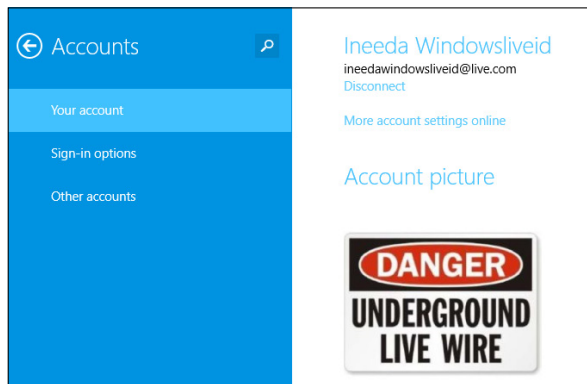 Accounts
Your account
Sign-in options
Other accounts
Ineeda Windowsliveid
ineedawindowsliveid@live.com
Disconnect
More account settings online
Account picture
DANGER
UNDERGROUND
LIVE WIRE